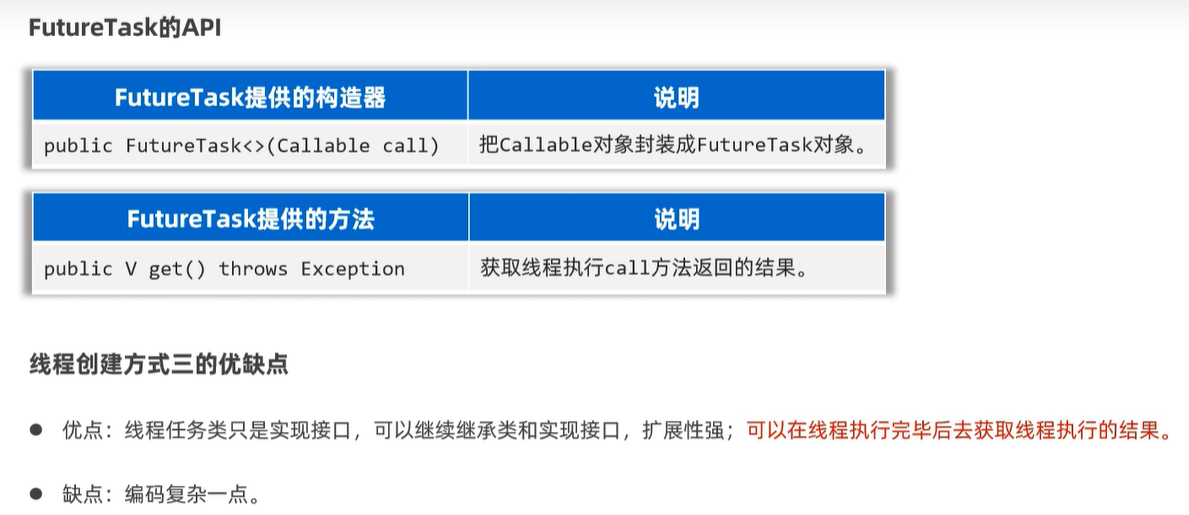 FutureTask的API
FutureTask提供的构造器 说明
public FutureTask<>(Callable call) 把Callable对象封装成FutureTask对象。
FutureTask提供的方法 说明
public V get() throws Exception 获取线程执行call方法返回的结果。
线程创建方式三的优缺点
● 优点：线程任务类只是实现接口，可以继续继承类和实现接口，扩展性强；可以在线程执行完毕后去获取线程执行的结果。
● 缺点：编码复杂一点。